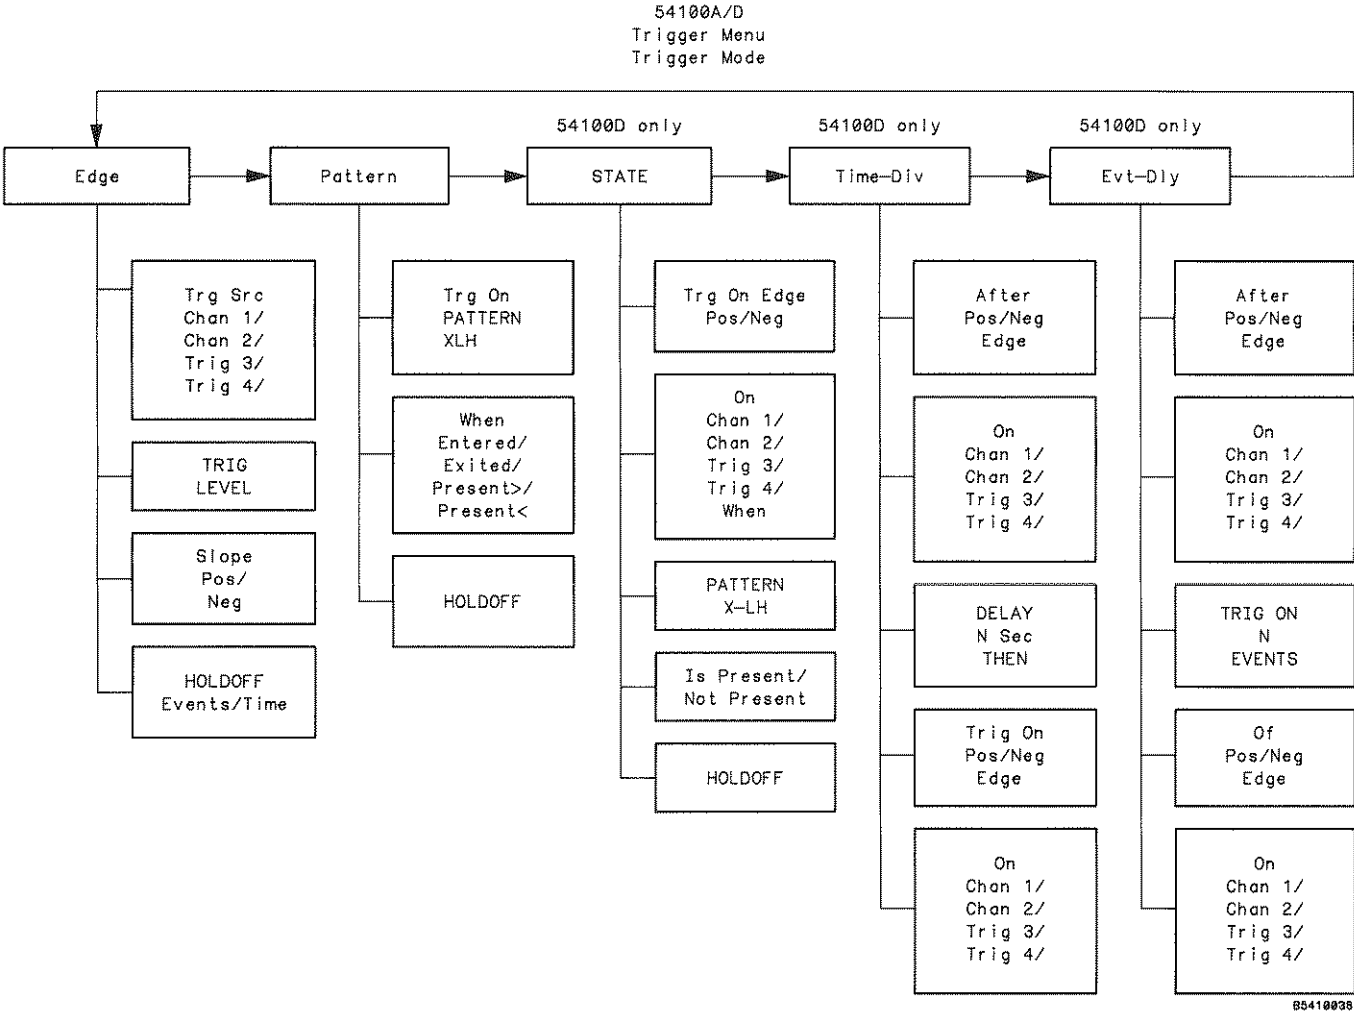 54100A/D
Trigger Menu
Trigger Mode
54100D only
54100D only
54100D only
Edge
Pattern
STATE
Time-Div
Evt-Dly
Trg Src
Chan 1/
Chan 2/
Trig 3/
Trig 4/
TRIG
LEVEL
Slope
Pos/
Neg
HOLDOFF
Events/Time
Trg On
PATTERN
XLH
When
Entered/
Exited/
Present>/
Present<
HOLDOFF
Trg On Edge
Pos/Neg
On
Chan 1/
Chan 2/
Trig 3/
Trig 4/
When
PATTERN
X-LH
Is Present/
Not Present
HOLDOFF
After
Pos/Neg
Edge
On
Chan 1/
Chan 2/
Trig 3/
Trig 4/
DELAY
N Sec
THEN
Trig On
Pos/Neg
Edge
On
Chan 1/
Chan 2/
Trig 3/
Trig 4/
After
Pos/Neg
Edge
On
Chan 1/
Chan 2/
Trig 3/
Trig 4/
TRIG ON
N
EVENTS
Of
Pos/Neg
Edge
On
Chan 1/
Chan 2/
Trig 3/
Trig 4/